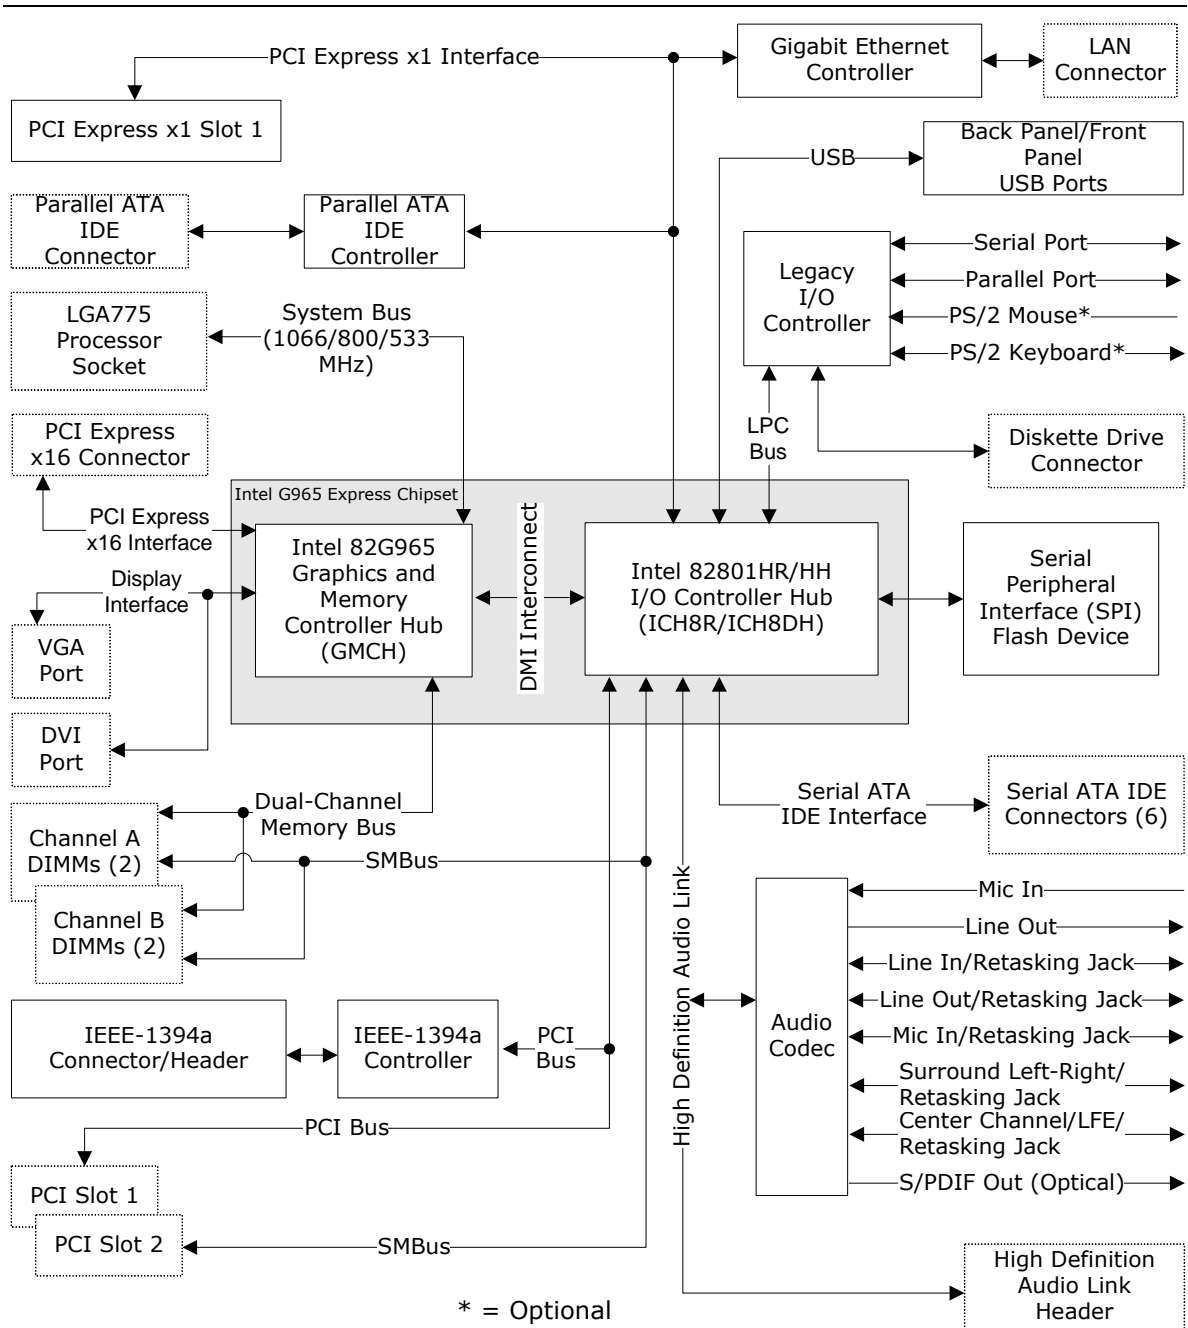 PCI Express x1 Interface
Gigabit Ethernet
Controller
LAN
Connector
PCI Express x1 Slot 1
USB
Back Panel/Front
Panel
USB Ports
Parallel ATA
IDE
Connector
Parallel ATA
IDE
Controller
Legacy
I/O
Controller
Serial Port
Parallel Port
PS/2 Mouse*
PS/2 Keyboard*
LGA775
Processor
Socket
System Bus
(1066/800/533
MHz)
PCI Express
x16 Connector
LPC
Bus
Diskette Drive
Connector
Intel G965 Express Chipset
PCI Express
x16 Interface
Intel 82G965
Graphics and
Memory
Controller Hub
(GMCH)
DMI Interconnect
Intel 82801HR/HH
I/O Controller Hub
(ICH8R/ICH8DH)
Serial
Peripheral
Interface (SPI)
Flash Device
Display
Interface
VGA
Port
DVI
Port
Dual-Channel
Memory Bus
Serial ATA
IDE Interface
Serial ATA IDE
Connectors (6)
Channel A
DIMMs (2)
SMBus
Channel B
DIMMs (2)
High Definition Audio Link
Audio
Codec
Mic In
Line Out
Line In/Retasking Jack
Line Out/Retasking Jack
Mic In/Retasking Jack
Surround Left-Right/
Retasking Jack
Center Channel/LFE/
Retasking Jack
S/PDIF Out (Optical)
IEEE-1394a
Connector/Header
IEEE-1394a
Controller
PCI
Bus
PCI Bus
PCI Slot 1
PCI Slot 2
SMBus
High Definition
Audio Link
Header
* = Optional